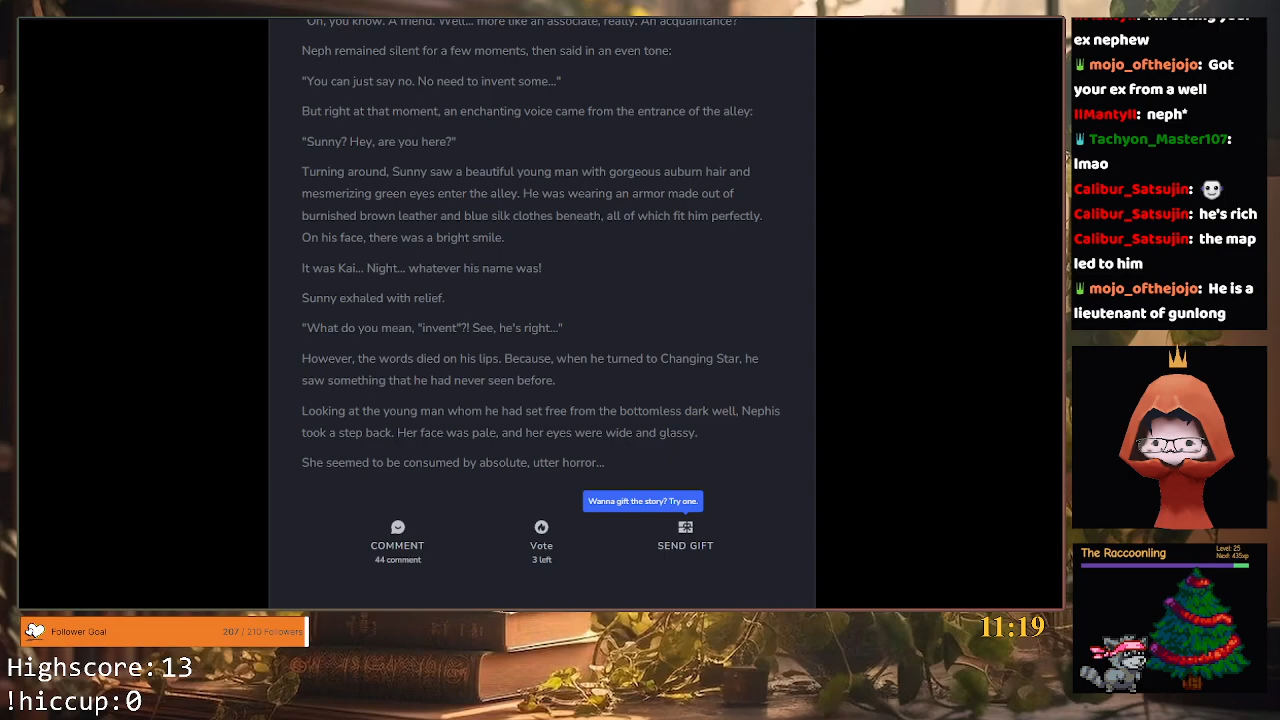 "Oh, you know. A friend. Well... more like an associate, really. An acquaintance?
Neph remained silent for a few moments, then said in an even tone:
"You can just say no. No need to invent some..."
But right at that moment, an enchanting voice came from the entrance of the alley:
"Sunny? Hey, are you here?"
Turning around, Sunny saw a beautiful young man with gorgeous auburn hair and
mesmerizing green eyes enter the alley. He was wearing an armor made out of
burnished brown leather and blue silk clothes beneath, all of which fit him perfectly.
On his face, there was a bright smile.
It was Kai... Night... whatever his name was!
Sunny exhaled with relief.
"What do you mean, "invent"?! See, he's right..."
However, the words died on his lips. Because, when he turned to Changing Star, he
saw something that he had never seen before.
Looking at the young man whom he had set free from the bottomless dark well, Nephis
took a step back. Her face was pale, and her eyes were wide and glassy.
She seemed to be consumed by absolute, utter horror...
Wanna gift the story? Try one.
COMMENT
44 comment
Vote
3 left
SEND GIFT
ex nephew
mojo_ofthejojo: Got
your ex from a well
IIMantyII: neph*
Tachyon_Master107:
lmao
Calibur_Satsujin:
Calibur_Satsujin: he's rich
Calibur_Satsujin: the map
led to him
mojo_ofthejojo: He is a
lieutenant of gunlong
The Raccoonling
Level: 25
Next: 435xp
Follower Goal
207 / 210 Followers
11:19
Highscore:13
!hiccup:0